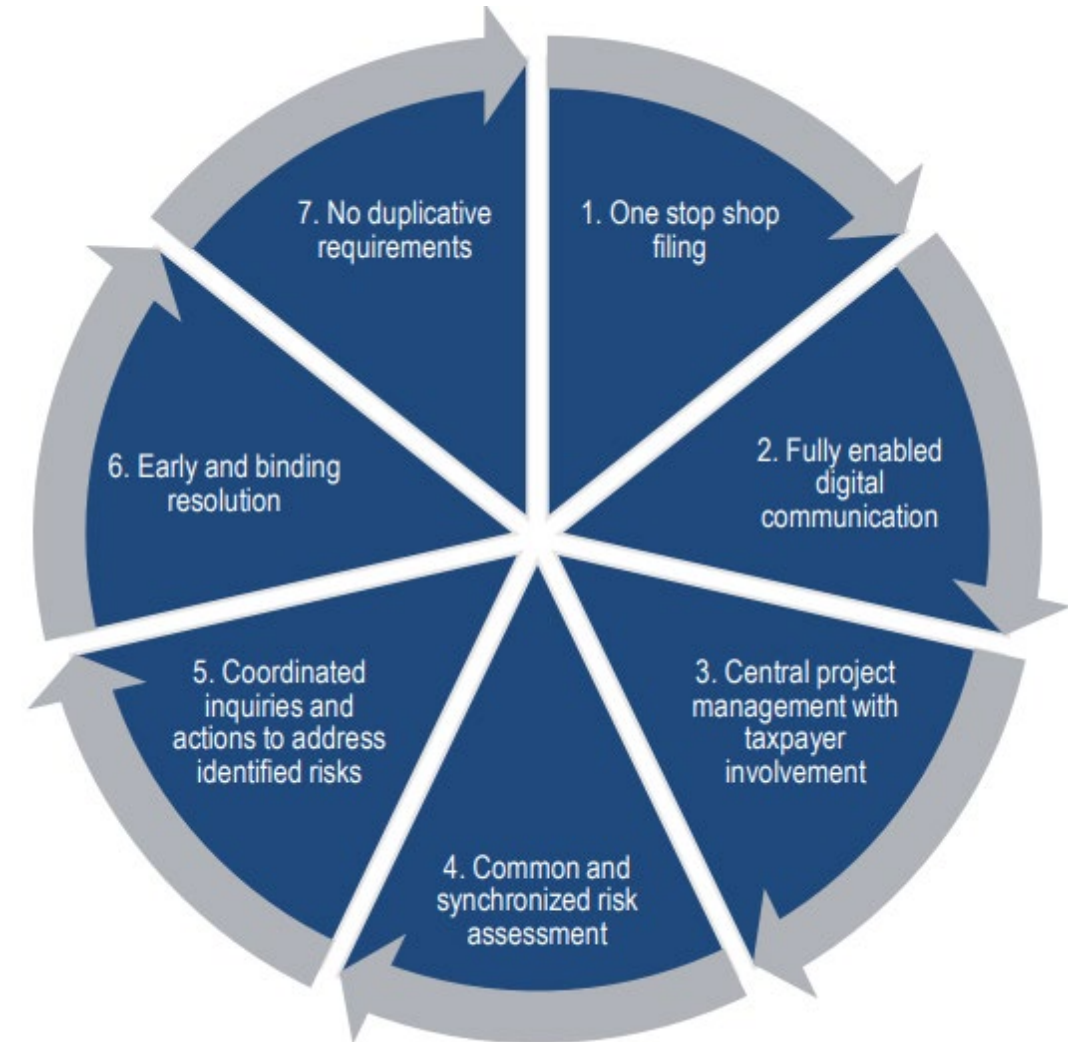 1. One stop shop
filing
2. Fully enabled
digital
communication
3. Central project
management with
taxpayer
involvement
4. Common and
synchronized risk
assessment
5. Coordinated
inquiries and
actions to address
identified risks
6. Early and binding
resolution
7. No duplicative
requirements